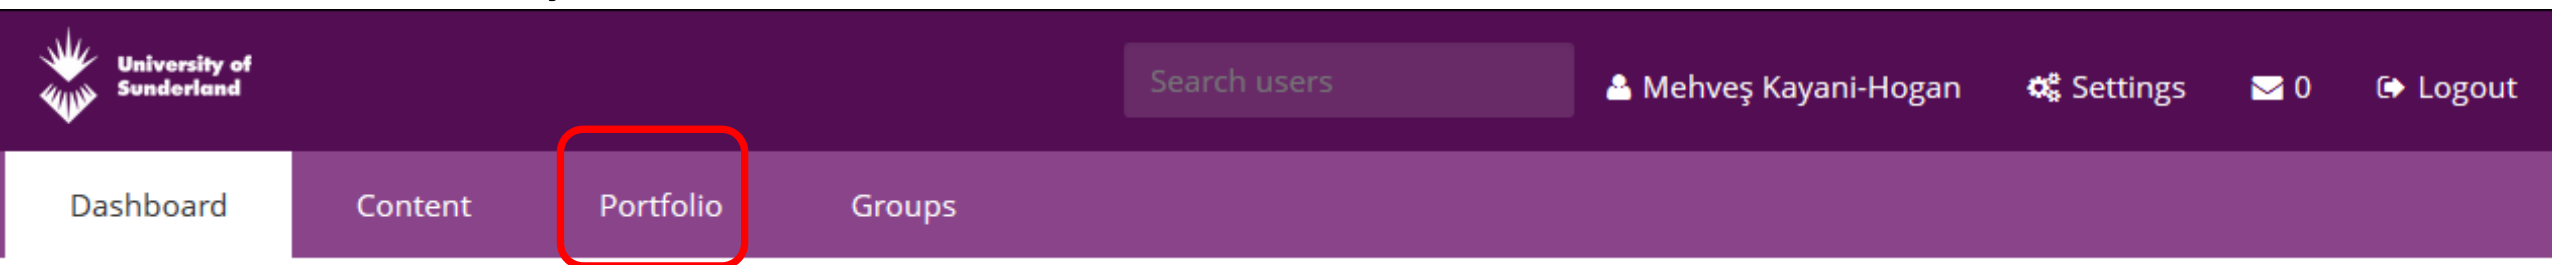 University of
Sunderland
Search users
Mehveş Kayani-Hogan
Settings
0
Logout
Dashboard
Content
Portfolio
Groups